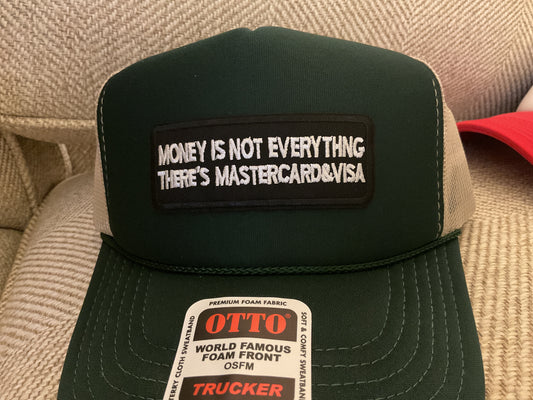 MONEY IS NOT EVERYTHNG
THERE'S MASTERCARD&VISA
PREMIUM FOAM FABRIC
OTTO®
WORLD FAMOUS
FOAM FRONT
OSFM
TRUCKER
TERRY CLOTH SWEATBAND
SOFT & COMFY SWEATBAND